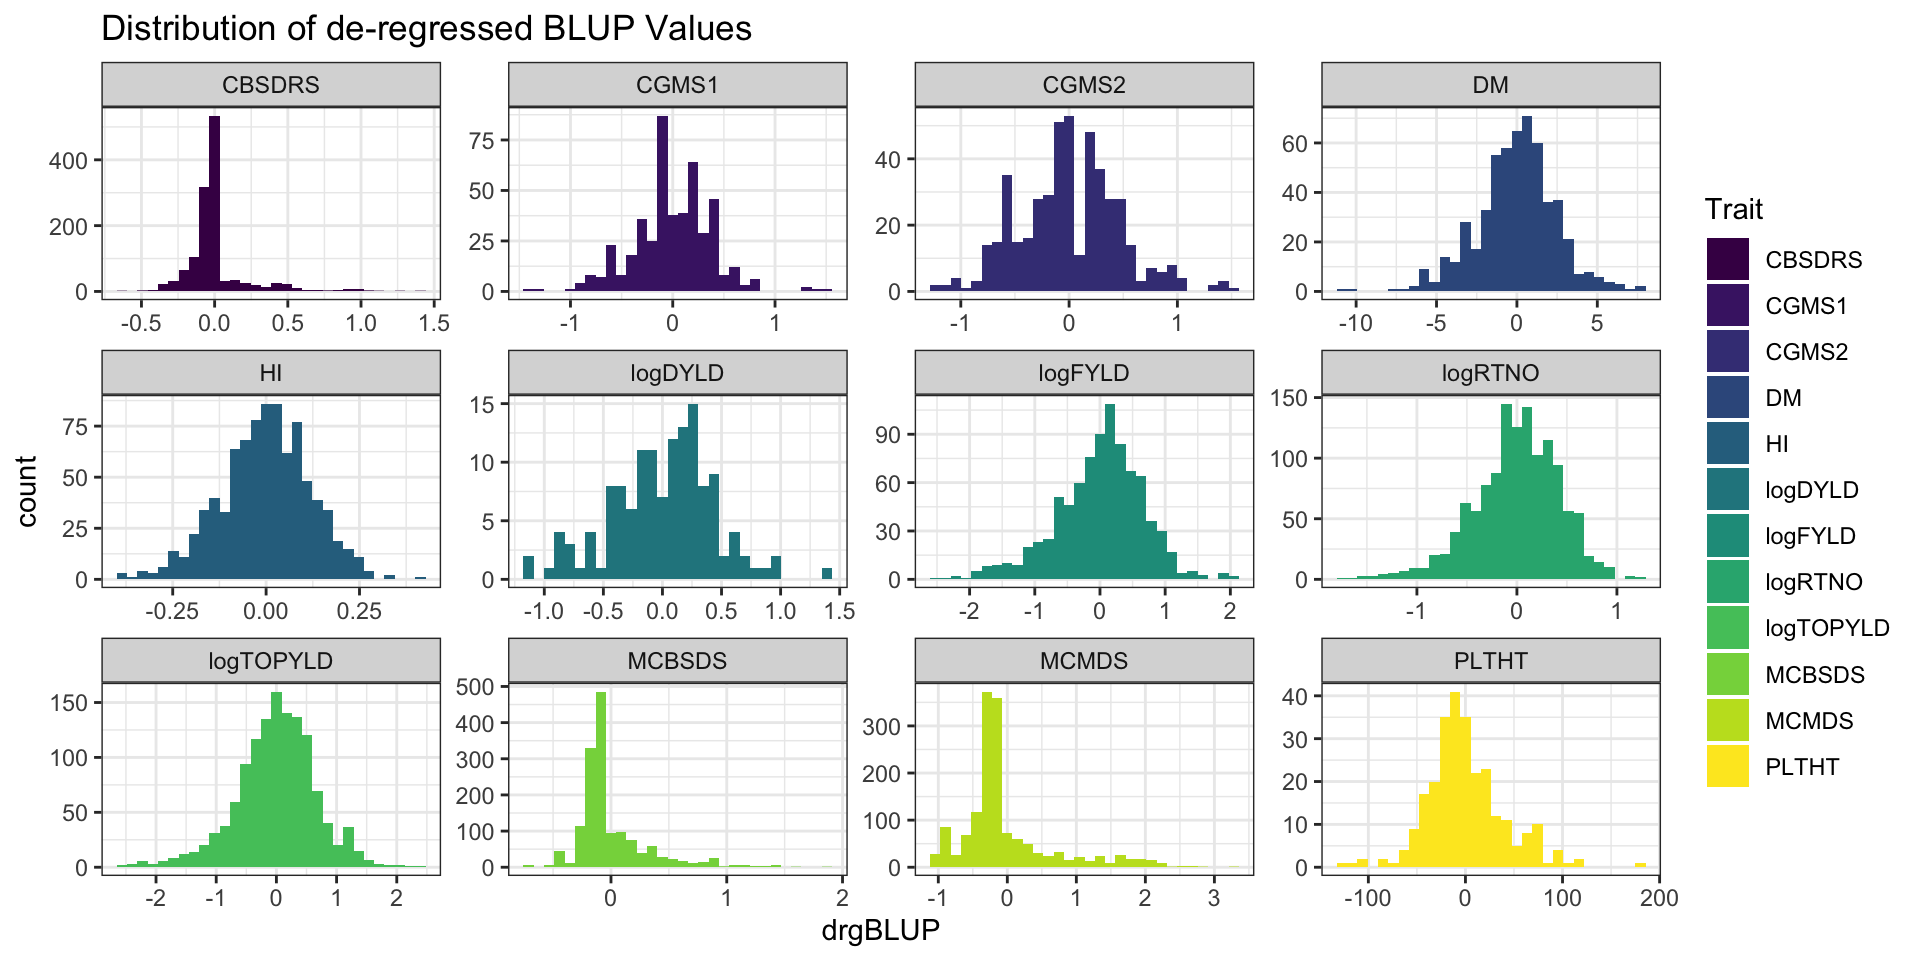 Distribution of de-regressed BLUP Values
CBSDRS
CGMS1
CGMS2
DM
400
200
0
-0.5 0.0 0.5 1.0 1.5
75
50
25
0
-1 0 1
40
20
0
-1 0 1
60
40
20
0
-10 -5 0 5
HI
logDYLD
logFYLD
logRTNO
75
50
25
0
-0.25 0.00 0.25
15
10
5
0
-1.0 -0.5 0.0 0.5 1.0 1.5
90
60
30
0
-2 -1 0 1 2
150
100
50
0
-1 0 1
logTOPYLD
MCBSDS
MCMDS
PLTHT
150
100
50
0
-2 -1 0 1 2
500
400
300
200
100
0
0 1 2
300
200
100
0
-1 0 1 2 3
40
30
20
10
0
-100 0 100 200
count
drgBLUP
Trait
CBSDRS
CGMS1
CGMS2
DM
HI
logDYLD
logFYLD
logRTNO
logTOPYLD
MCBSDS
MCMDS
PLTHT